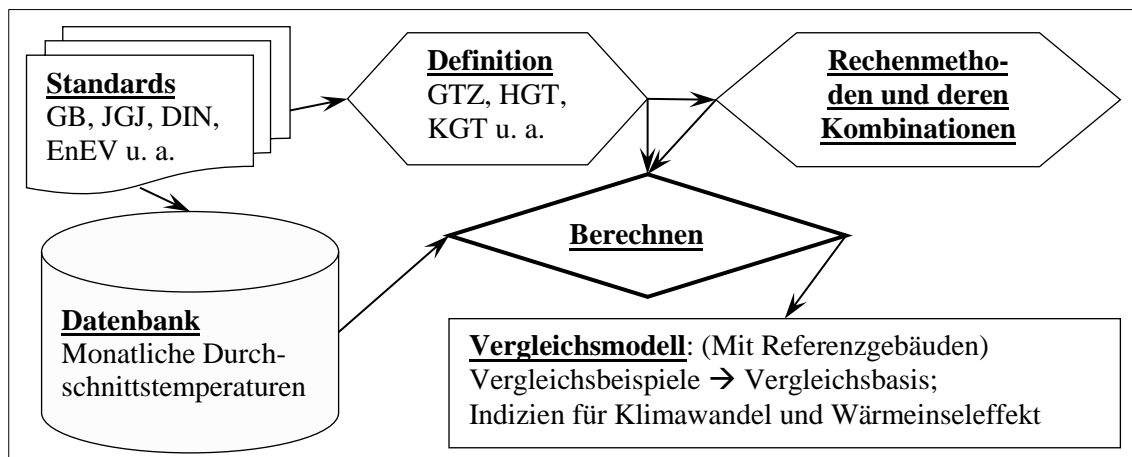 Standards
GB, JGJ, DIN,
EnEV u. a.
Definition
GTZ, HGT,
KGT u. a.
Rechenmetho-
den und deren
Kombinationen
Berechnen
Datenbank
Monatliche Durch-
schnittstemperaturen
Vergleichsmodell: (Mit Referenzgebäuden)
Vergleichsbeispiele → Vergleichsbasis;
Indizien für Klimawandel und Wärmeinseleffekt